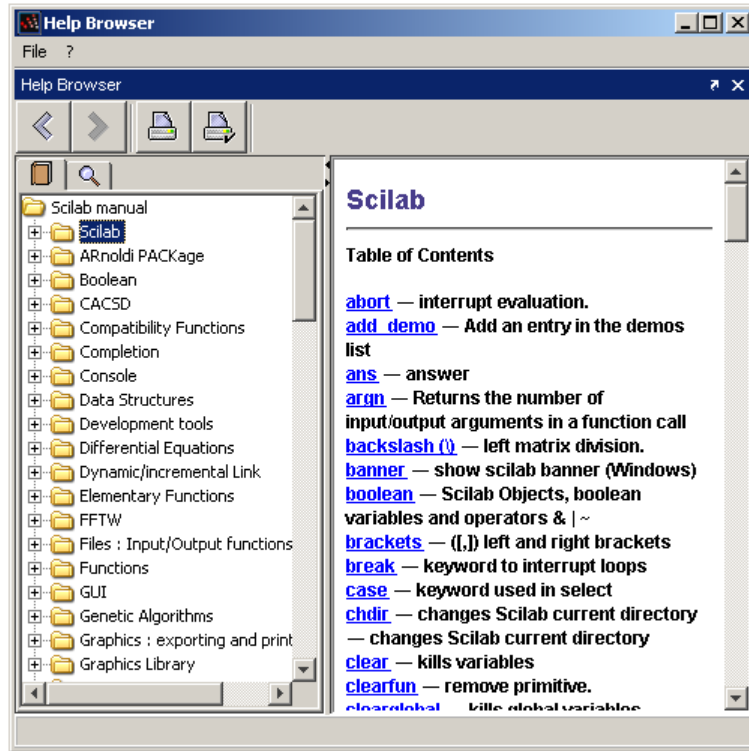 Help Browser
File ?
Help Browser
Scilab manual
Scilab
ARnoldi PACKage
Boolean
CACSD
Compatibility Functions
Completion
Console
Data Structures
Development tools
Differential Equations
Dynamic/incremental Link
Elementary Functions
FFTW
Files : Input/Output functions
Functions
GUI
Genetic Algorithms
Graphics : exporting and print
Graphics Library
Scilab
Table of Contents
abort — interrupt evaluation.
add_demo — Add an entry in the demos
list
ans — answer
argn — Returns the number of
input/output arguments in a function call
backslash (\) — left matrix division.
banner — show scilab banner (Windows)
boolean — Scilab Objects, boolean
variables and operators & | ~
brackets — ([,]) left and right brackets
break — keyword to interrupt loops
case — keyword used in select
chdir — changes Scilab current directory
— changes Scilab current directory
clear — kills variables
clearfun — remove primitive.
clearglobal — kills global variables